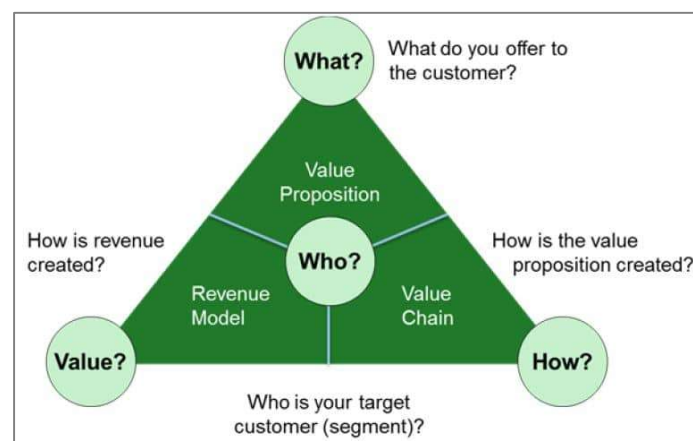 What?
What do you offer to
the customer?
Value
Proposition
How is revenue
created?
Who?
How is the value
proposition created?
Revenue
Model
Value
Chain
Value?
How?
Who is your target
customer (segment)?